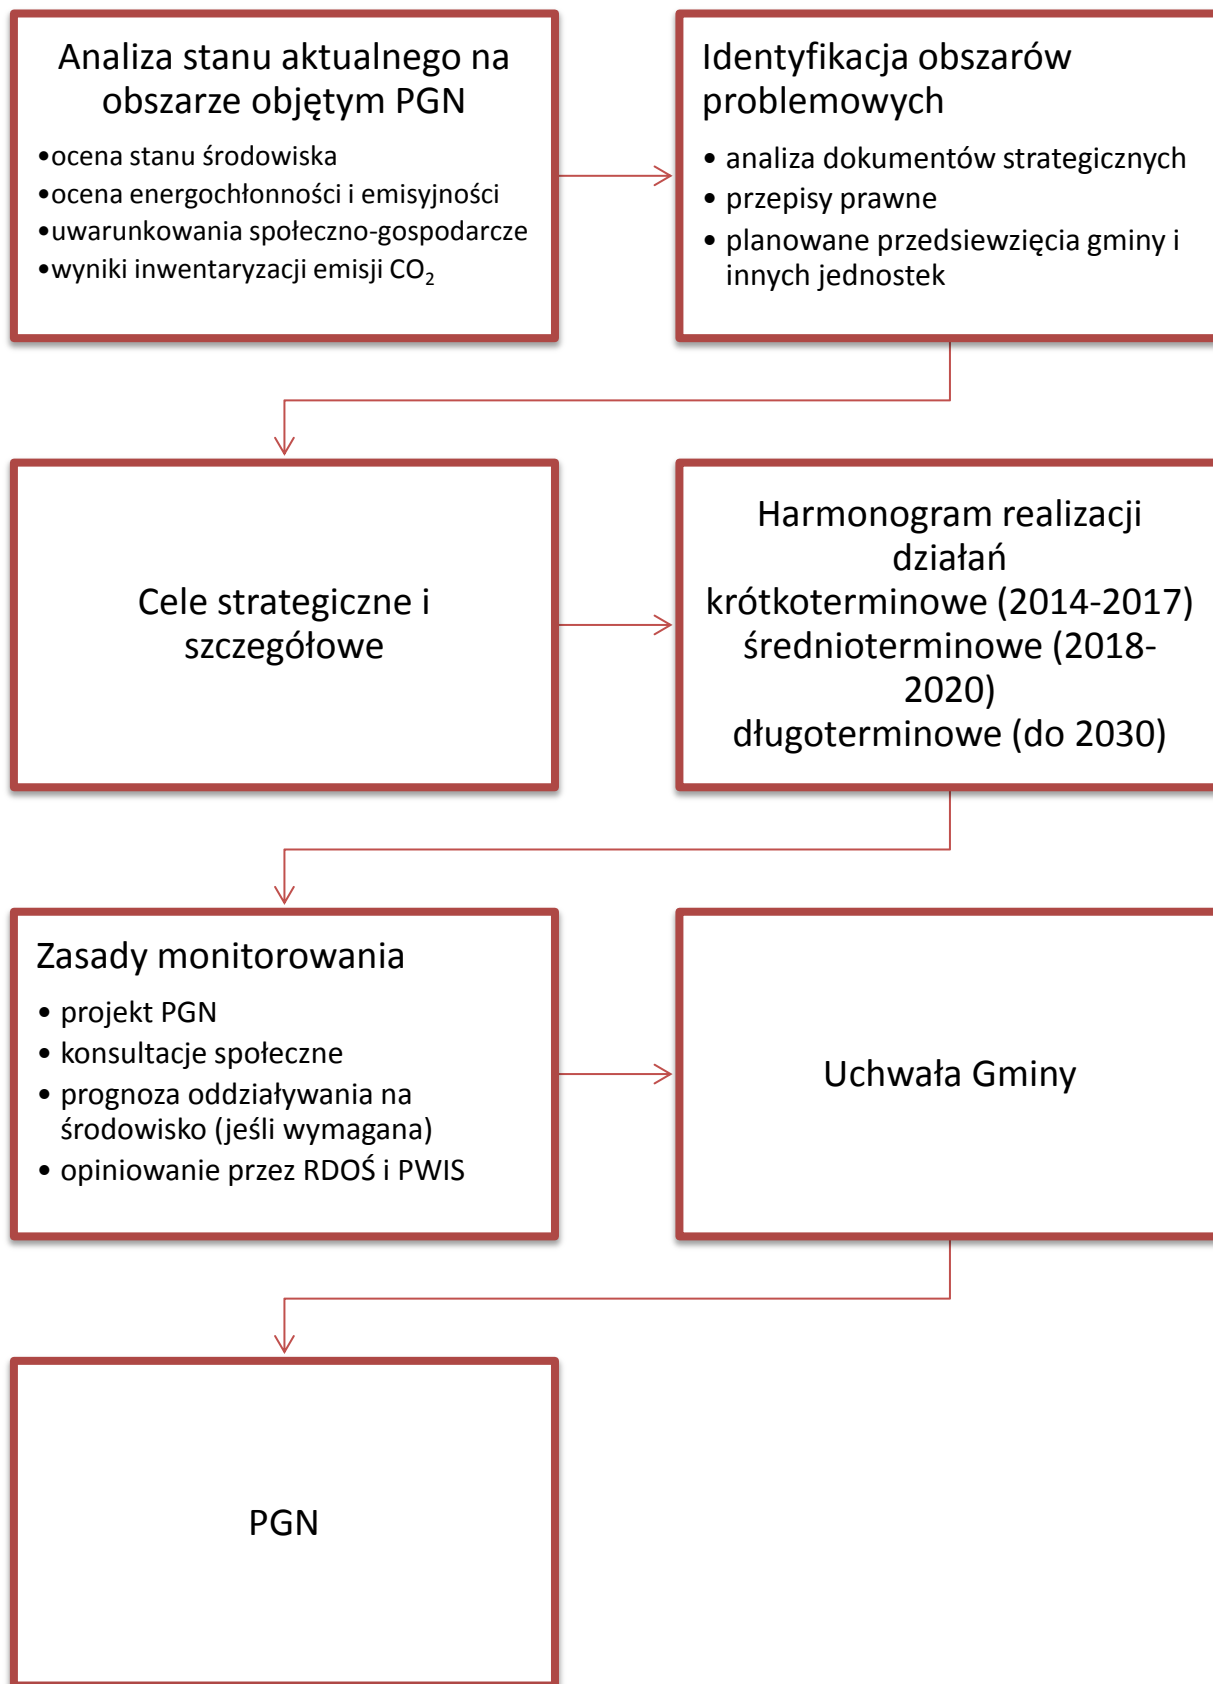 Analiza stanu aktualnego na
obszarze objętym PGN
•ocena stanu środowiska
•ocena energochłonności i emisyjności
•uwarunkowania społeczno-gospodarcze
•wyniki inwentaryzacji emisji CO₂
Identyfikacja obszarów
problemowych
• analiza dokumentów strategicznych
• przepisy prawne
• planowane przedsiewzięcia gminy i
innych jednostek
Cele strategiczne i
szczegółowe
Harmonogram realizacji
działań
krótkoterminowe (2014-2017)
średnioterminowe (2018-
2020)
długoterminowe (do 2030)
Zasady monitorowania
• projekt PGN
• konsultacje społeczne
• prognoza oddziaływania na
środowisko (jeśli wymagana)
• opiniowanie przez RDOŚ i PWIS
Uchwała Gminy
PGN